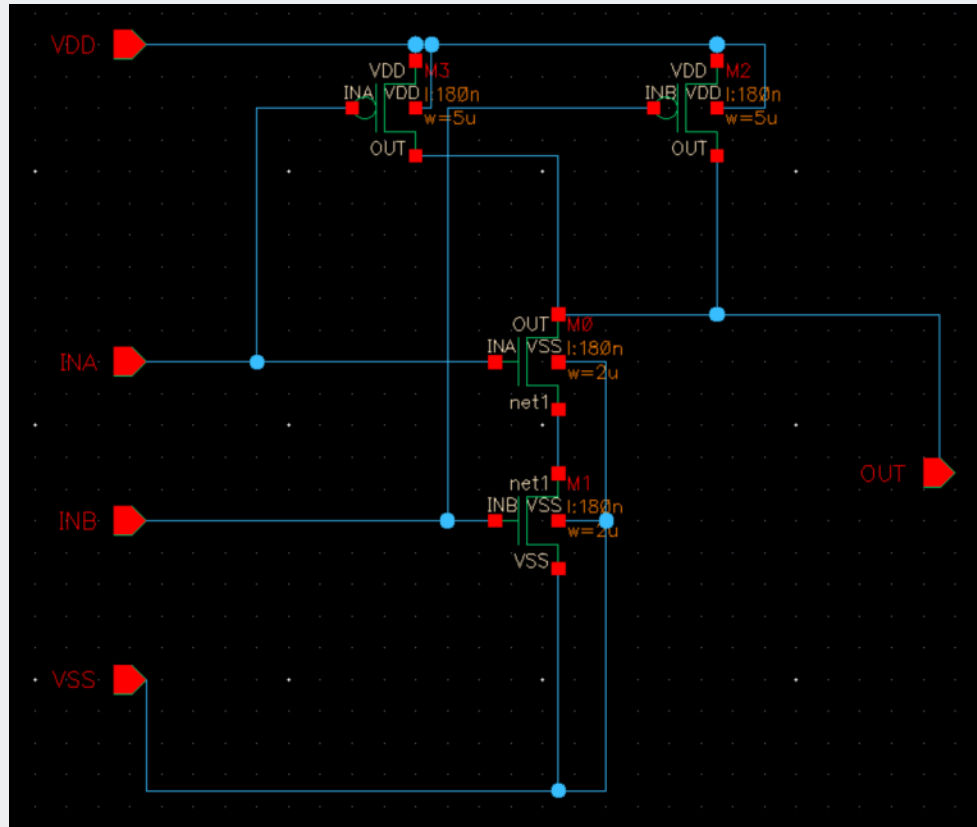 VDD
VDD M3
INA VDD l:180n
w=5u
OUT
VDD M2
INB VDD l:180n
w=5u
OUT
INA
OUT M0
INA VSS l:180n
w=2u
net1
OUT
INB
net1 M1
INB VSS l:180n
w=2u
VSS
VSS